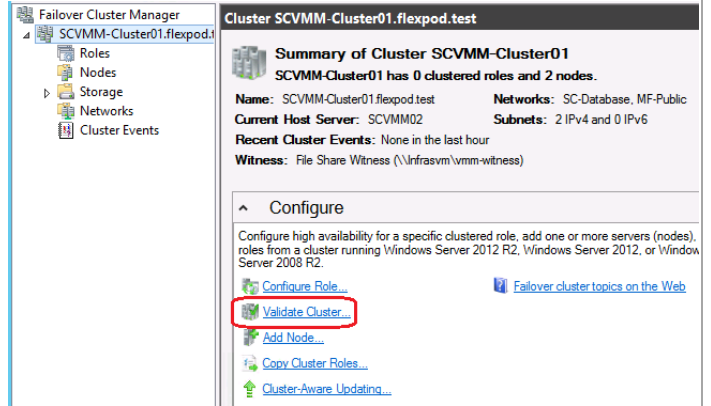 Failover Cluster Manager
SCVMM-Cluster01.flexpod.t
Roles
Nodes
Storage
Networks
Cluster Events
Cluster SCVMM-Cluster01.flexpod.test
Summary of Cluster SCVMM-Cluster01
SCVMM-Cluster01 has 0 clustered roles and 2 nodes.
Name: SCVMM-Cluster01.flexpod.test Networks: SC-Database, MF-Public
Current Host Server: SCVMM02 Subnets: 2 IPv4 and 0 IPv6
Recent Cluster Events: None in the last hour
Witness: File Share Witness (\\Infrasvm\vmm-witness)
Configure
Configure high availability for a specific clustered role, add one or more servers (nodes),
roles from a cluster running Windows Server 2012 R2, Windows Server 2012, or Window
Server 2008 R2.
Configure Role... Failover cluster topics on the Web
Validate Cluster...
Add Node...
Copy Cluster Roles...
Cluster-Aware Updating...